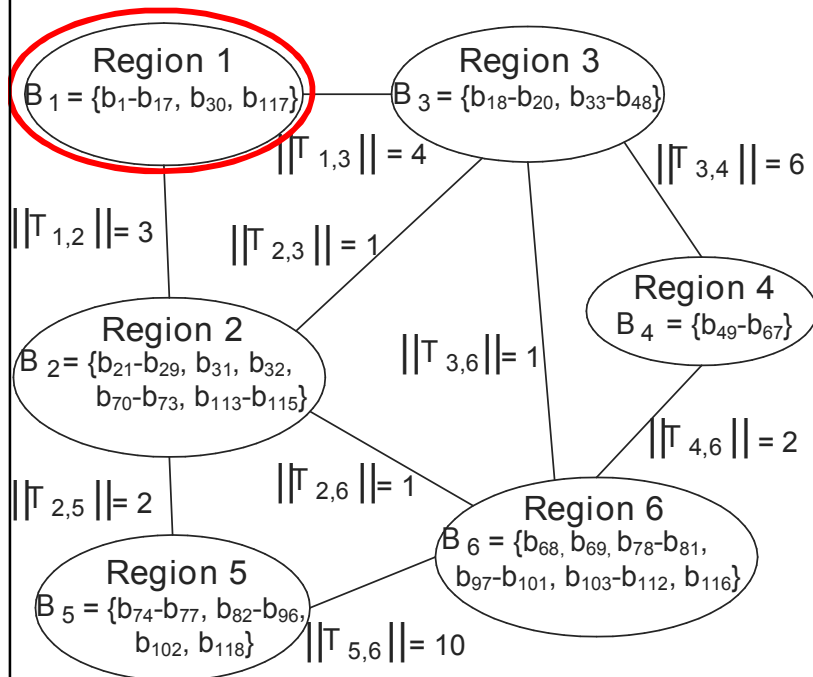 Region 1
B 1 = {b1-b17, b30, b117}
Region 3
B 3 = {b18-b20, b33-b48}
||T 1,3 || = 4
||T 3,4 || = 6
||T 1,2 ||= 3
||T 2,3 || = 1
Region 4
B 4 = {b49-b67}
Region 2
B 2 = {b21-b29, b31, b32,
b70-b73, b113-b115}
||T 3,6 ||= 1
||T 4,6 || = 2
||T 2,6 ||= 1
||T 2,5 ||= 2
Region 6
B 6 = {b68, b69, b78-b81,
b97-b101, b103-b112, b116}
Region 5
B 5 = {b74-b77, b82-b96,
b102, b118}
||T 5,6 ||= 10